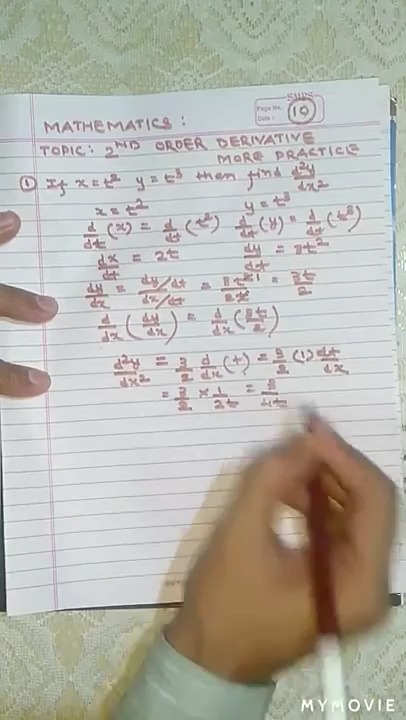 SHIPS
Page No. 10
Date:
MATHEMATICS:
TOPIC: 2ND ORDER DERIVATIVE
MORE PRACTICE
① If x = t² y = t³ then find d²y/dx²
x = t² y = t³
d/dt (x) = d/dt (t²) d/dt (y) = d/dt (t³)
dx/dt = 2t dy/dt = 3t²
dy/dx = dy/dt / dx/dt = 3t²/2t = 3t/2
d/dx (dy/dx) = d/dx (3t/2)
d²y/dx² = 3/2 d/dx (t) = 3/2 (1) dt/dx
= 3/2 × 1/2t = 3/4t
MYMOVIE